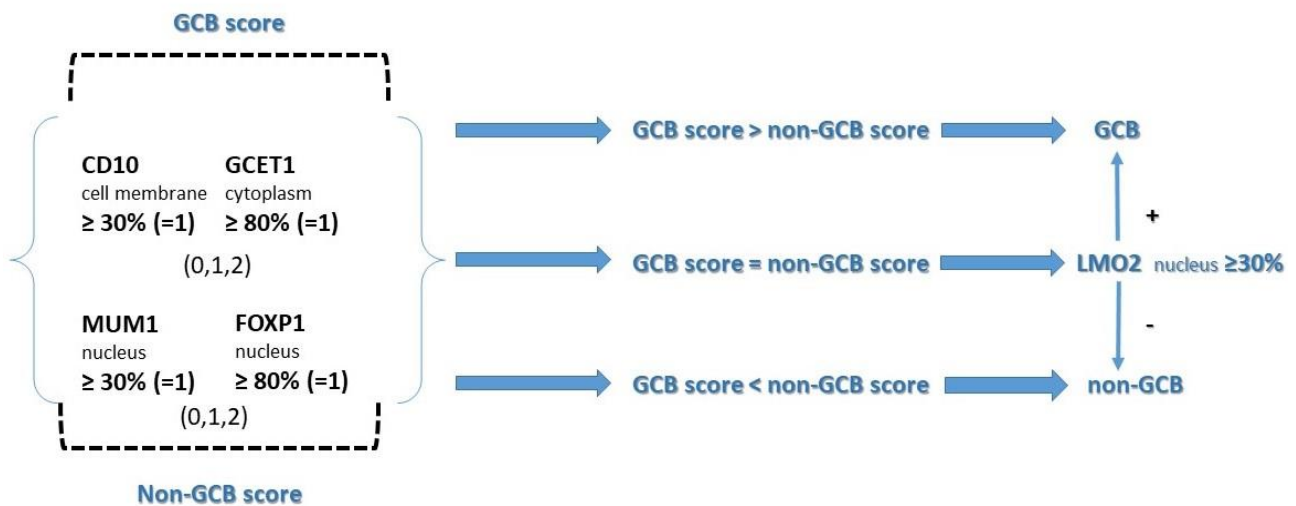 GCB score
CD10 GCET1
cell membrane cytoplasm
≥ 30% (=1) ≥ 80% (=1)
(0,1,2)
MUM1 FOXP1
nucleus nucleus
≥ 30% (=1) ≥ 80% (=1)
(0,1,2)
Non-GCB score
GCB score > non-GCB score GCB
+
GCB score = non-GCB score LMO2 nucleus ≥30%
-
GCB score < non-GCB score non-GCB